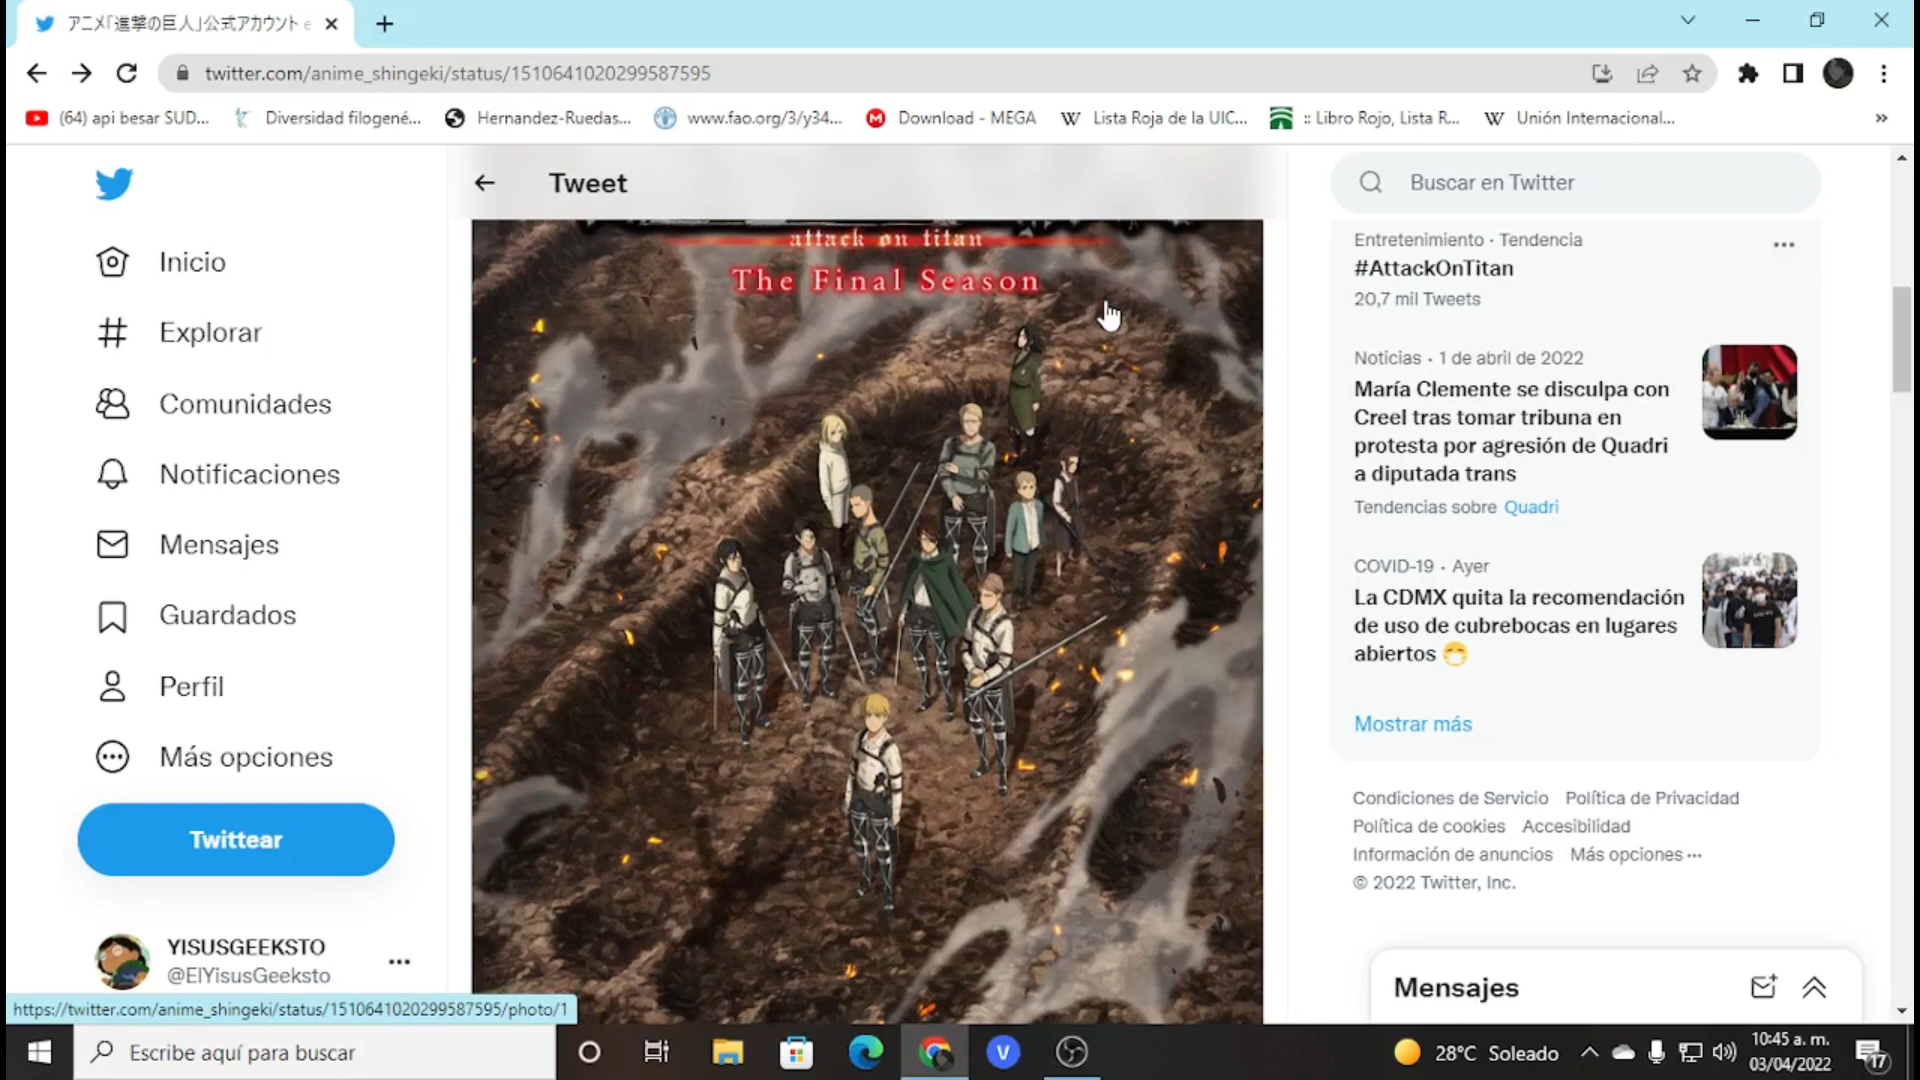 アニメ「進撃の巨人」公式アカウント e
twitter.com/anime_shingeki/status/1510641020299587595
(64) api besar SUD...
Diversidad filogené...
Hernandez-Ruedas...
www.fao.org/3/y34...
Download - MEGA
Lista Roja de la UIC...
:: Libro Rojo, Lista R...
Unión Internacional...
Inicio
Explorar
Comunidades
Notificaciones
Mensajes
Guardados
Perfil
Más opciones
Twittear
YISUSGEEKSTO
@ElYisusGeeksto
https://twitter.com/anime_shingeki/status/1510641020299587595/photo/1
Tweet
attack on titan
The Final Season
Buscar en Twitter
Entretenimiento · Tendencia
#AttackOnTitan
20,7 mil Tweets
Noticias · 1 de abril de 2022
María Clemente se disculpa con
Creel tras tomar tribuna en
protesta por agresión de Quadri
a diputada trans
Tendencias sobre Quadri
COVID-19 · Ayer
La CDMX quita la recomendación
de uso de cubrebocas en lugares
abiertos 😷
Mostrar más
Condiciones de Servicio Política de Privacidad
Política de cookies Accesibilidad
Información de anuncios Más opciones ···
© 2022 Twitter, Inc.
Mensajes
Escribe aquí para buscar
28°C Soleado
10:45 a. m.
03/04/2022
17